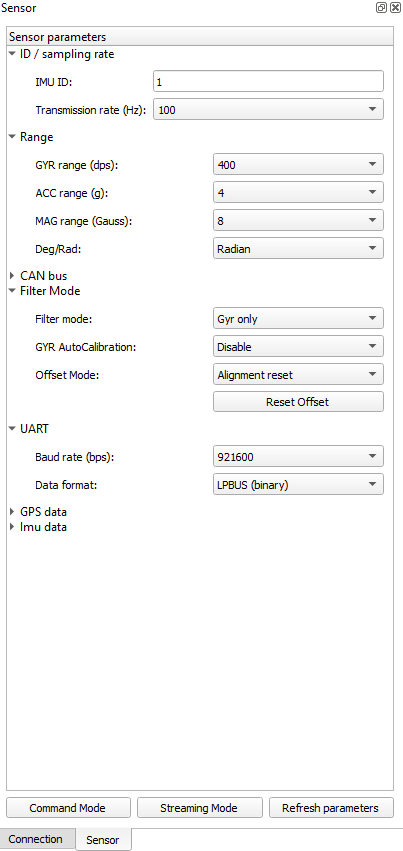 Sensor
Sensor parameters
ID / sampling rate
IMU ID: 1
Transmission rate (Hz): 100
Range
GYR range (dps): 400
ACC range (g): 4
MAG range (Gauss): 8
Deg/Rad: Radian
CAN bus
Filter Mode
Filter mode: Gyr only
GYR AutoCalibration: Disable
Offset Mode: Alignment reset
Reset Offset
UART
Baud rate (bps): 921600
Data format: LPBUS (binary)
GPS data
Imu data
Command Mode Streaming Mode Refresh parameters
Connection Sensor